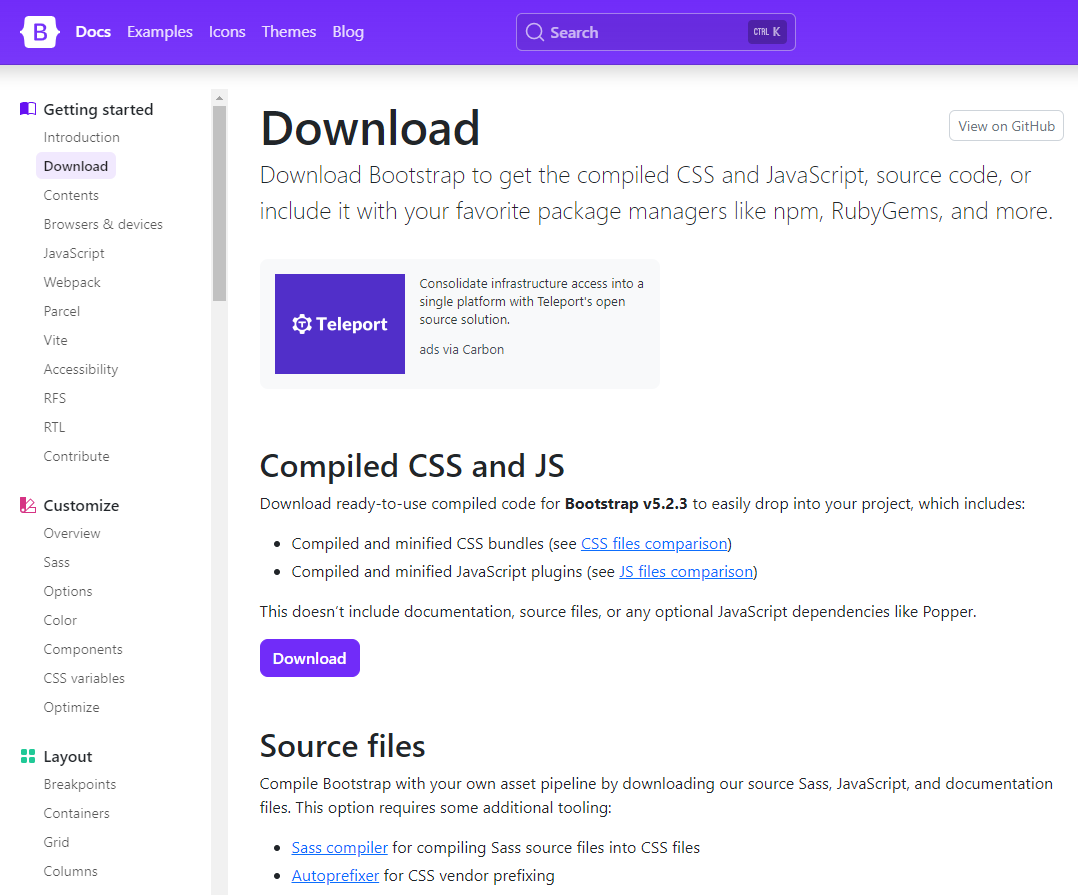 B
Docs
Examples
Icons
Themes
Blog
Search
CTRL K
Getting started
Introduction
Download
Contents
Browsers & devices
JavaScript
Webpack
Parcel
Vite
Accessibility
RFS
RTL
Contribute
Customize
Overview
Sass
Options
Color
Components
CSS variables
Optimize
Layout
Breakpoints
Containers
Grid
Columns
Download
View on GitHub
Download Bootstrap to get the compiled CSS and JavaScript, source code, or
include it with your favorite package managers like npm, RubyGems, and more.
Teleport
Consolidate infrastructure access into a
single platform with Teleport's open
source solution.
ads via Carbon
Compiled CSS and JS
Download ready-to-use compiled code for Bootstrap v5.2.3 to easily drop into your project, which includes:
• Compiled and minified CSS bundles (see CSS files comparison)
• Compiled and minified JavaScript plugins (see JS files comparison)
This doesn’t include documentation, source files, or any optional JavaScript dependencies like Popper.
Download
Source files
Compile Bootstrap with your own asset pipeline by downloading our source Sass, JavaScript, and documentation
files. This option requires some additional tooling:
• Sass compiler for compiling Sass source files into CSS files
• Autoprefixer for CSS vendor prefixing